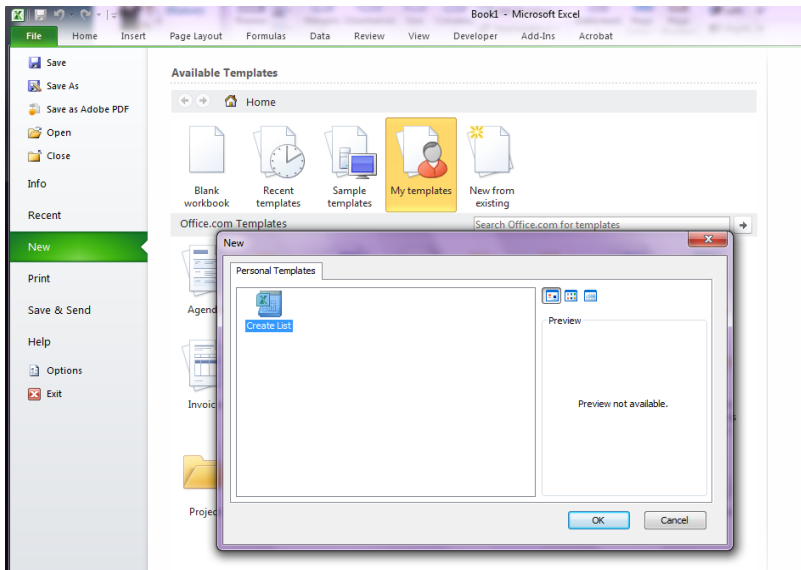 Book1 - Microsoft Excel
File Home Insert Page Layout Formulas Data Review View Developer Add-Ins Acrobat
Save
Save As
Save as Adobe PDF
Open
Close
Info
Recent
New
Print
Save & Send
Help
Options
Exit
Available Templates
Home
Blank workbook
Recent templates
Sample templates
My templates
New from existing
Office.com Templates
Search Office.com for templates
Agend
Invoic
Projec
New
Personal Templates
Create List
Preview
Preview not available.
OK
Cancel